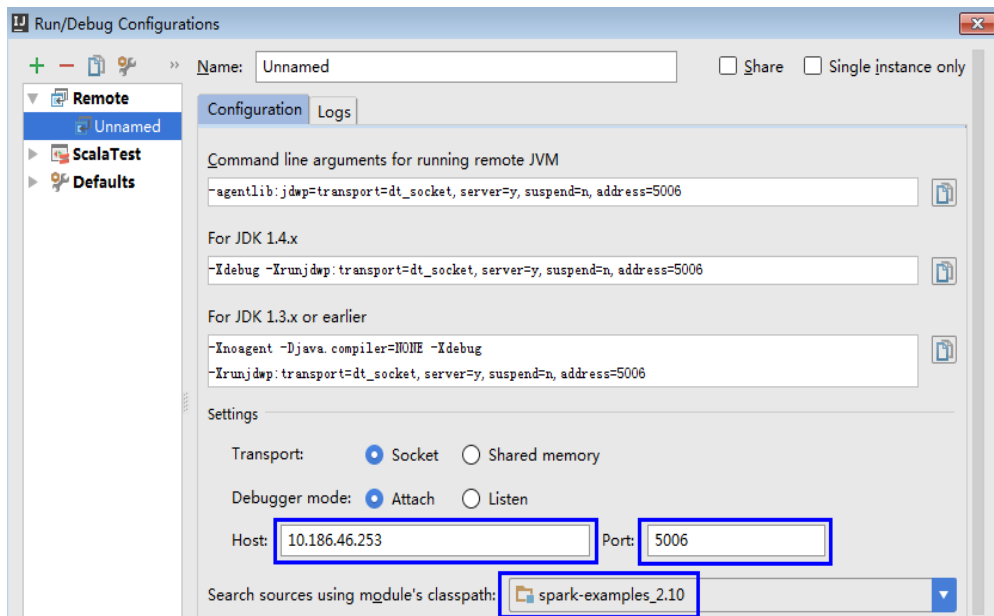 Run/Debug Configurations
Name: Unnamed Share Single instance only
Remote
Unnamed
ScalaTest
Defaults
Configuration Logs
Command line arguments for running remote JVM
-agentlib:jdwp=transport=dt_socket, server=y, suspend=n, address=5006
For JDK 1.4.x
-Xdebug -Xrunjdwp:transport=dt_socket, server=y, suspend=n, address=5006
For JDK 1.3.x or earlier
-Xnoagent -Djava.compiler=NONE -Xdebug
-Xrunjdwp:transport=dt_socket, server=y, suspend=n, address=5006
Settings
Transport: Socket Shared memory
Debugger mode: Attach Listen
Host: 10.186.46.253 Port: 5006
Search sources using module's classpath: spark-examples_2.10